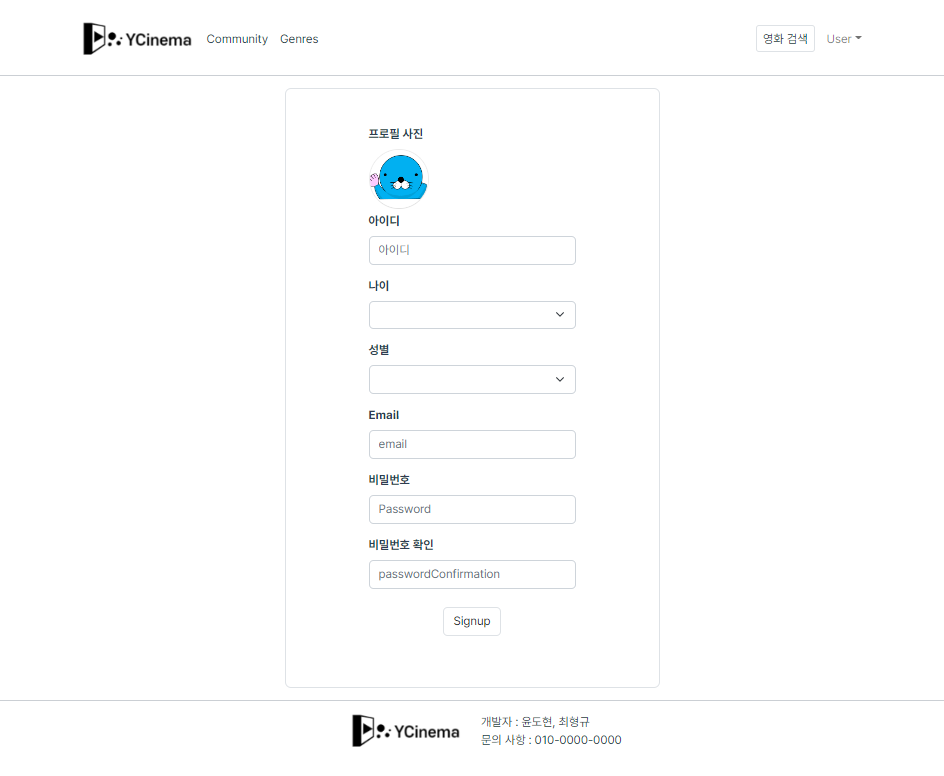 YCinema Community Genres 영화 검색 User
프로필 사진
아이디
아이디
나이
성별
Email
email
비밀번호
Password
비밀번호 확인
passwordConfirmation
Signup
YCinema
개발자 : 윤도현, 최형규
문의 사항 : 010-0000-0000